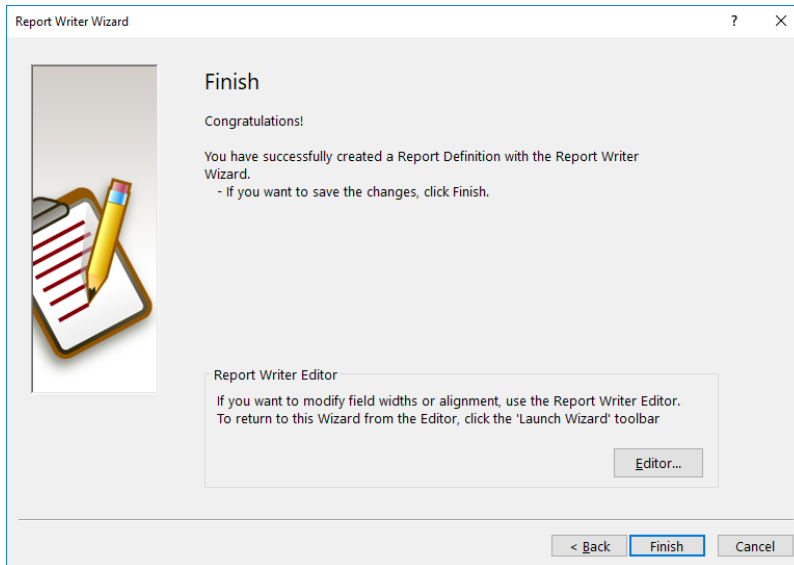 Report Writer Wizard
?
Finish
Congratulations!
You have successfully created a Report Definition with the Report Writer
Wizard.
- If you want to save the changes, click Finish.
Report Writer Editor
If you want to modify field widths or alignment, use the Report Writer Editor.
To return to this Wizard from the Editor, click the 'Launch Wizard' toolbar
Editor...
< Back Finish Cancel